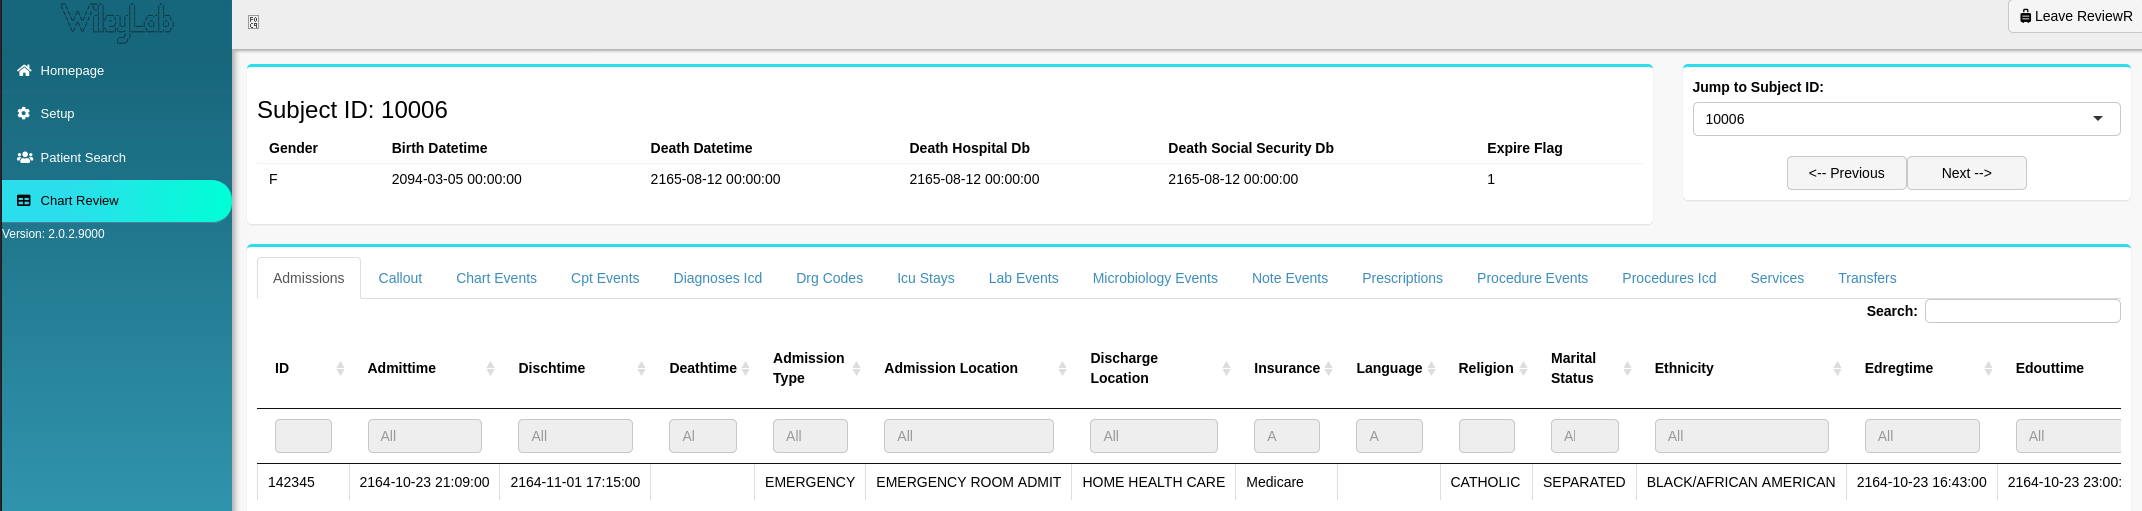 WileyLab
Homepage
Setup
Patient Search
Chart Review
Version: 2.0.2.9000
Leave ReviewR
Subject ID: 10006
Gender Birth Datetime Death Datetime Death Hospital Db Death Social Security Db Expire Flag
F 2094-03-05 00:00:00 2165-08-12 00:00:00 2165-08-12 00:00:00 2165-08-12 00:00:00 1
Jump to Subject ID:
10006
<-- Previous Next -->
Admissions Callout Chart Events Cpt Events Diagnoses Icd Drg Codes Icu Stays Lab Events Microbiology Events Note Events Prescriptions Procedure Events Procedures Icd Services Transfers
Search:
ID Admittime Dischtime Deathtime Admission Type Admission Location Discharge Location Insurance Language Religion Marital Status Ethnicity Edregtime Edouttime
All All Al All All All A A Al All All All
142345 2164-10-23 21:09:00 2164-11-01 17:15:00 EMERGENCY EMERGENCY ROOM ADMIT HOME HEALTH CARE Medicare CATHOLIC SEPARATED BLACK/AFRICAN AMERICAN 2164-10-23 16:43:00 2164-10-23 23:00: